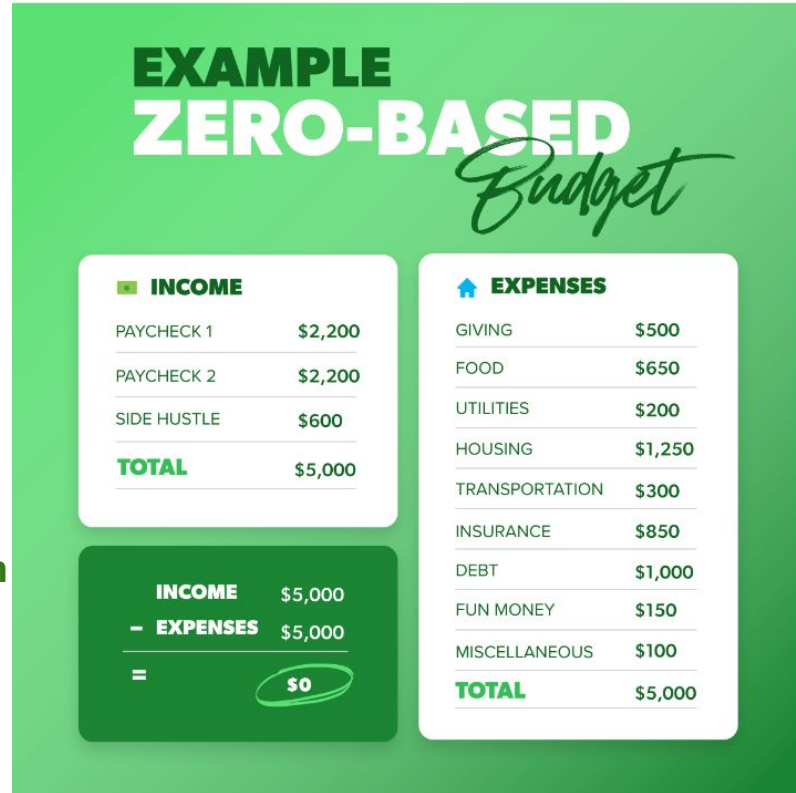 EXAMPLE
ZERO-BASED
Budget
INCOME
PAYCHECK 1 $2,200
PAYCHECK 2 $2,200
SIDE HUSTLE $600
TOTAL $5,000
INCOME $5,000
– EXPENSES $5,000
= $0
EXPENSES
GIVING $500
FOOD $650
UTILITIES $200
HOUSING $1,250
TRANSPORTATION $300
INSURANCE $850
DEBT $1,000
FUN MONEY $150
MISCELLANEOUS $100
TOTAL $5,000